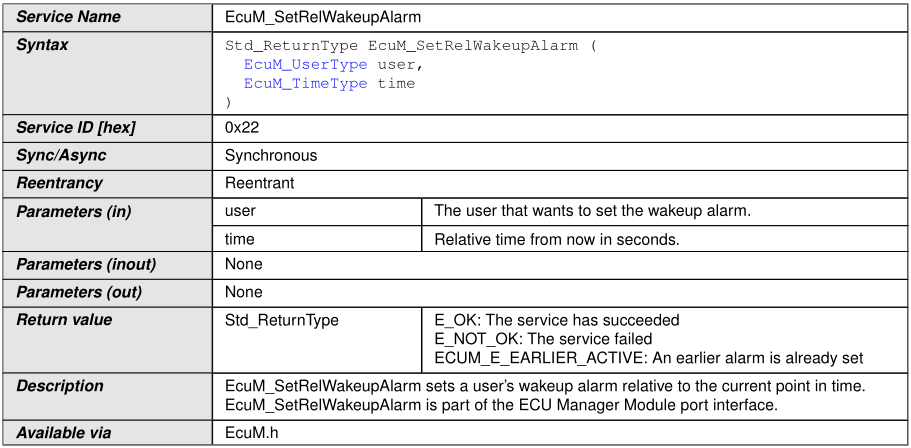 Service Name EcuM_SetRelWakeupAlarm
Syntax Std_ReturnType EcuM_SetRelWakeupAlarm (
EcuM_UserType user,
EcuM_TimeType time
)
Service ID [hex] 0x22
Sync/Async Synchronous
Reentrancy Reentrant
Parameters (in) user The user that wants to set the wakeup alarm.
time Relative time from now in seconds.
Parameters (inout) None
Parameters (out) None
Return value Std_ReturnType E_OK: The service has succeeded
E_NOT_OK: The service failed
ECUM_E_EARLIER_ACTIVE: An earlier alarm is already set
Description EcuM_SetRelWakeupAlarm sets a user's wakeup alarm relative to the current point in time.
EcuM_SetRelWakeupAlarm is part of the ECU Manager Module port interface.
Available via EcuM.h